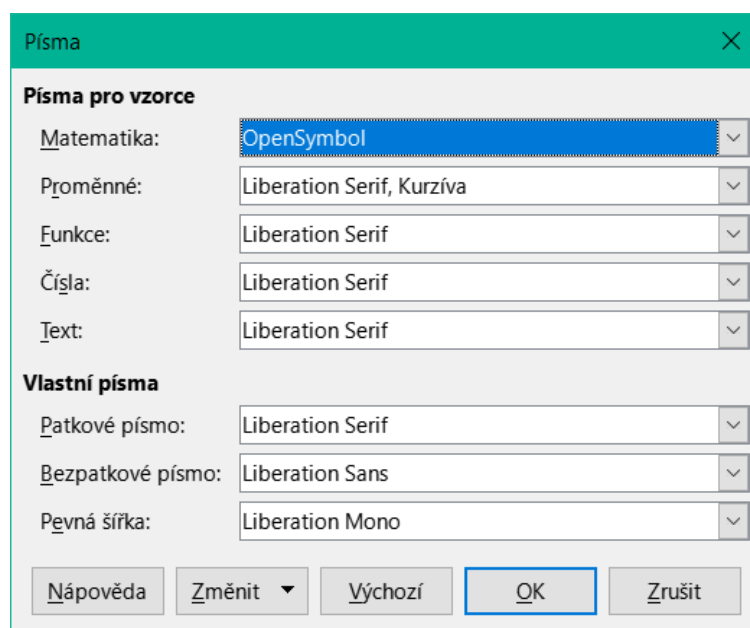 Písma
Písma pro vzorce
Matematika: OpenSymbol
Proměnné: Liberation Serif, Kurzíva
Funkce: Liberation Serif
Čísla: Liberation Serif
Text: Liberation Serif
Vlastní písma
Patkové písmo: Liberation Serif
Bezpatkové písmo: Liberation Sans
Pevná šířka: Liberation Mono
Nápověda Změnit Výchozí OK Zrušit